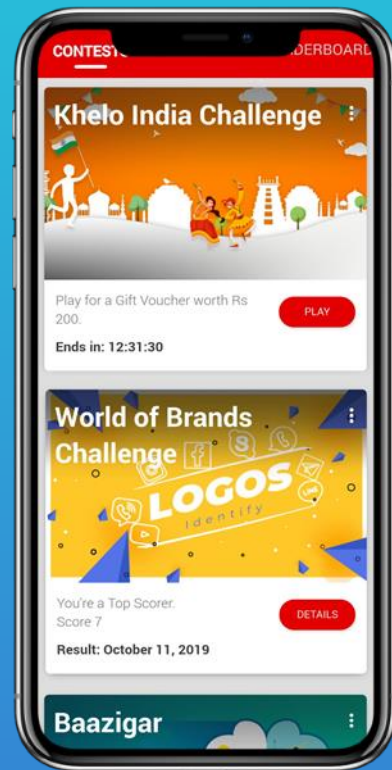 CONTESTS
DERBOARD
Khelo India Challenge
Play for a Gift Voucher worth Rs
200.
PLAY
Ends in: 12:31:30
World of Brands
Challenge
LOGOS
Identify
You're a Top Scorer.
Score 7
DETAILS
Result: October 11, 2019
Baazigar